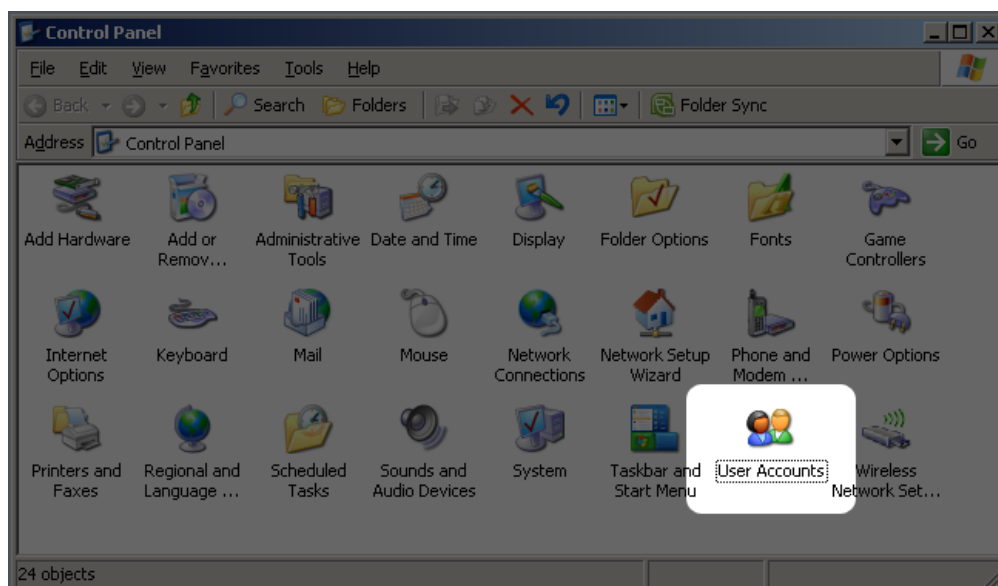 Control Panel
File Edit View Favorites Tools Help
Back Search Folders Folder Sync
Address Control Panel Go
Add Hardware Add or Administrative Date and Time Display Folder Options Fonts Game
Remov... Tools Controllers
Internet Keyboard Mail Mouse Network Network Setup Phone and Power Options
Options Connections Wizard Modem ...
Printers and Regional and Scheduled Sounds and System Taskbar and User Accounts Wireless
Faxes Language ... Tasks Audio Devices Start Menu Network Set...
24 objects